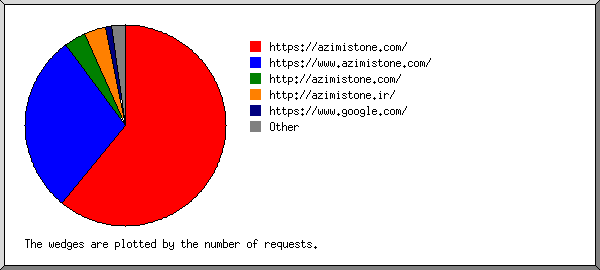 https://azimistone.com/
https://www.azimistone.com/
http://azimistone.com/
http://azimistone.ir/
https://www.google.com/
Other
The wedges are plotted by the number of requests.